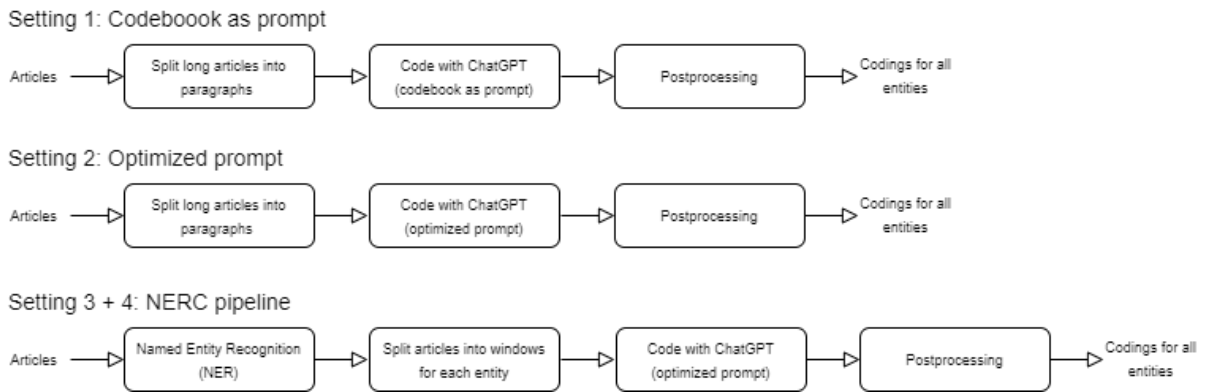 Setting 1: Codeboook as prompt
Articles
Split long articles into
paragraphs
Code with ChatGPT
(codebook as prompt)
Postprocessing
Codings for all
entities
Setting 2: Optimized prompt
Articles
Split long articles into
paragraphs
Code with ChatGPT
(optimized prompt)
Postprocessing
Codings for all
entities
Setting 3 + 4: NERC pipeline
Articles
Named Entity Recognition
(NER)
Split articles into windows
for each entity
Code with ChatGPT
(optimized prompt)
Postprocessing
Codings for all
entities